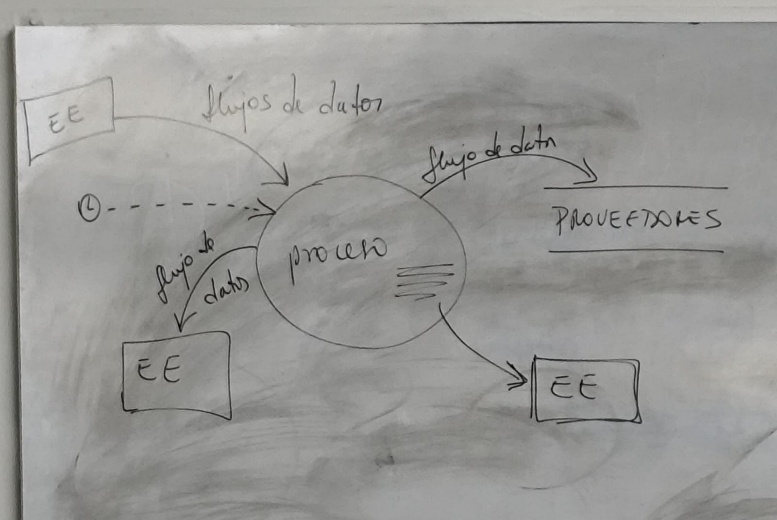 EE
flujos de datos
flujo de datos
PROVEEDORES
proceso
flujo de
datos
EE
EE